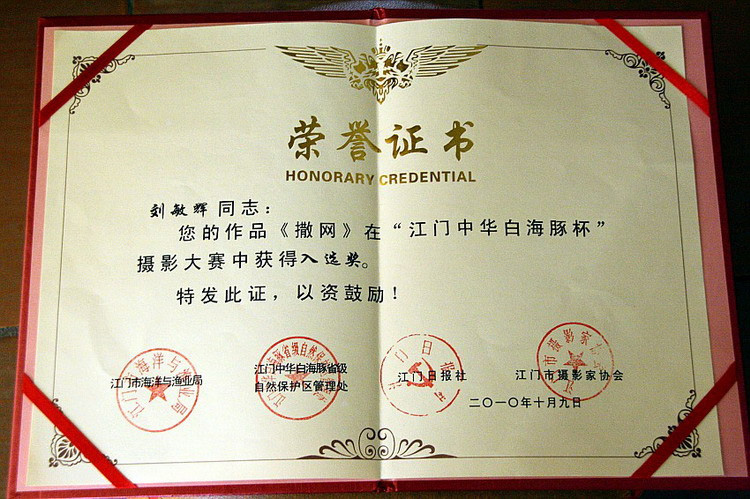 荣誉证书
HONORARY CREDENTIAL
刘敏辉同志：
您的作品《撒网》在“江门中华白海豚杯”
摄影大赛中获得入选奖。
特发此证，以资鼓励！
江门市海洋与渔业局
江门中华白海豚省级
自然保护区管理处
江门日报社
江门市摄影家协会
二〇一〇年十月九日